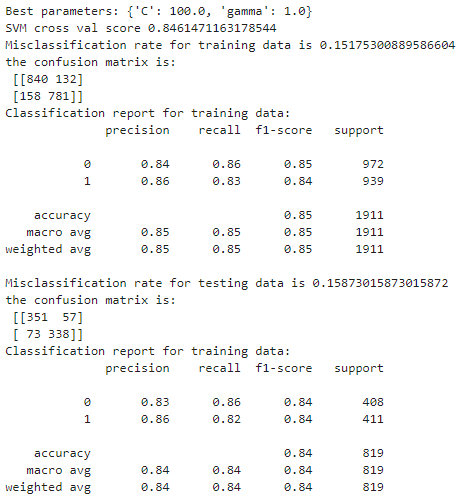 Best parameters: {'C': 100.0, 'gamma': 1.0}
SVM cross val score 0.8461471163178544
Misclassification rate for training data is 0.15175300889586604
the confusion matrix is:
[[840 132]
[158 781]]
Classification report for training data:
precision recall f1-score support
0 0.84 0.86 0.85 972
1 0.86 0.83 0.84 939
accuracy 0.85 1911
macro avg 0.85 0.85 0.85 1911
weighted avg 0.85 0.85 0.85 1911
Misclassification rate for testing data is 0.15873015873015872
the confusion matrix is:
[[351 57]
[ 73 338]]
Classification report for training data:
precision recall f1-score support
0 0.83 0.86 0.84 408
1 0.86 0.82 0.84 411
accuracy 0.84 819
macro avg 0.84 0.84 0.84 819
weighted avg 0.84 0.84 0.84 819